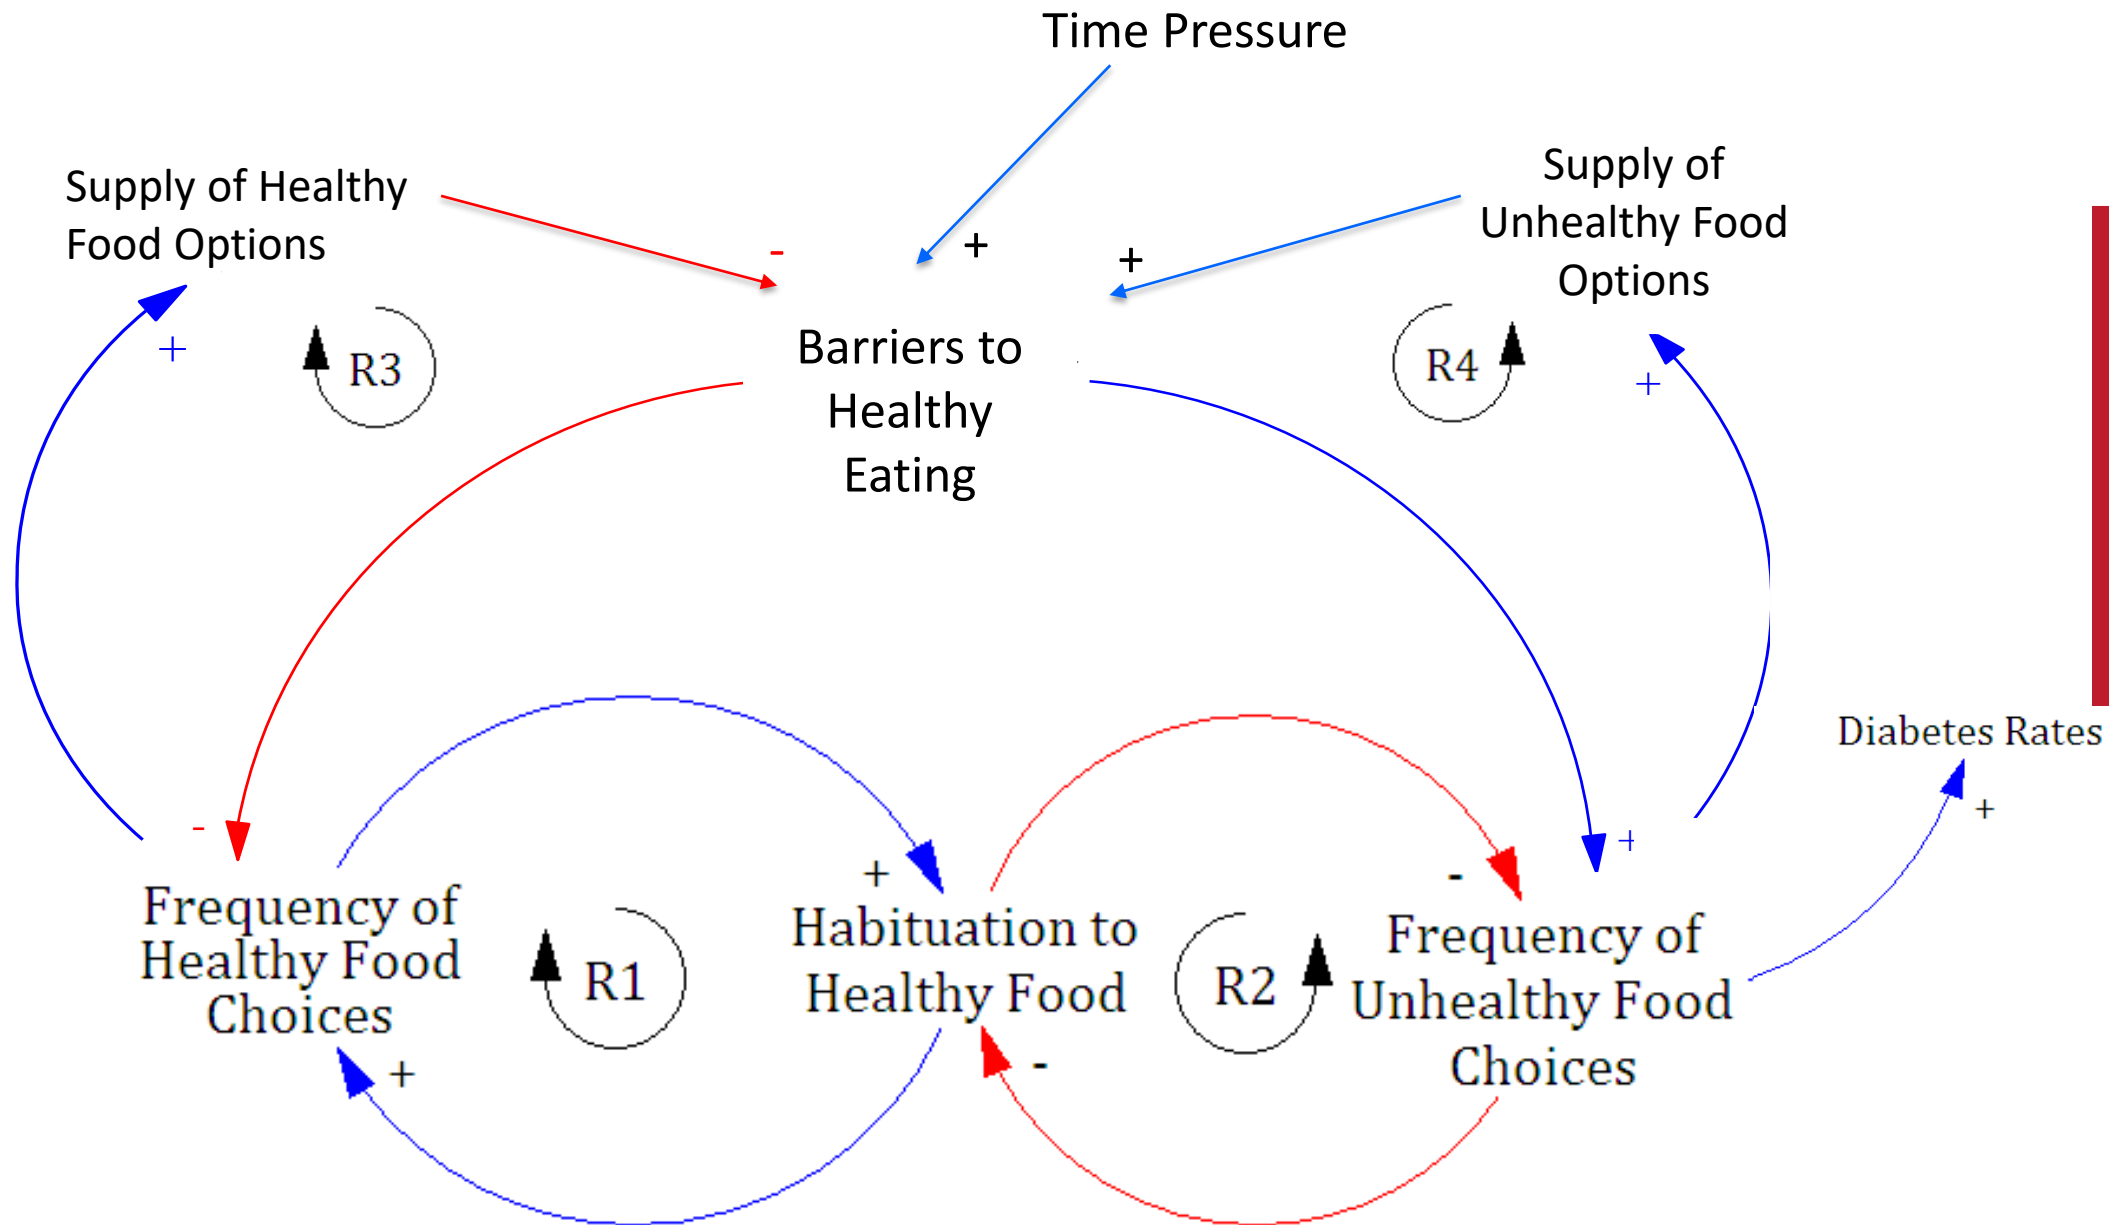 Time Pressure
Supply of Healthy
Food Options
Supply of
Unhealthy Food
Options
-
+
+
+
R3
R4
+
Barriers to
Healthy
Eating
Diabetes Rates
+
-
+
+
-
Frequency of
Healthy Food
Choices
R1
Habituation to
Healthy Food
R2
Frequency of
Unhealthy Food
Choices
+
-